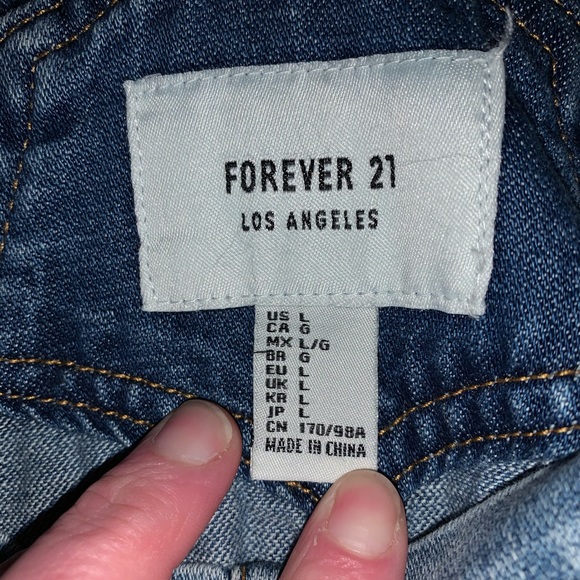 FOREVER 21
LOS ANGELES
US L
CA G
MX L/G
BR G
EU L
UK L
KR L
JP L
CN 170/98A
MADE IN CHINA